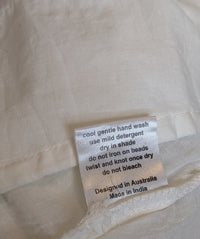 cool gentle hand wash
use mild detergent
dry in shade
do not iron on beads
twist and knot once dry
do not bleach
Designed in Australia
Made in India